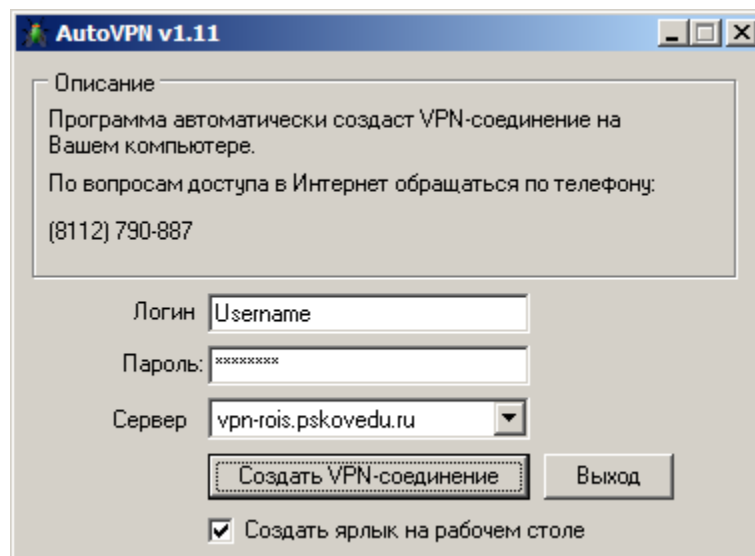 AutoVPN v1.11
Описание
Программа автоматически создаст VPN-соединение на
Вашем компьютере.
По вопросам доступа в Интернет обращаться по телефону:
(8112) 790-887
Логин Username
Пароль: ********
Сервер vpn-rois.pskovedu.ru
Создать VPN-соединение Выход
Создать ярлык на рабочем столе